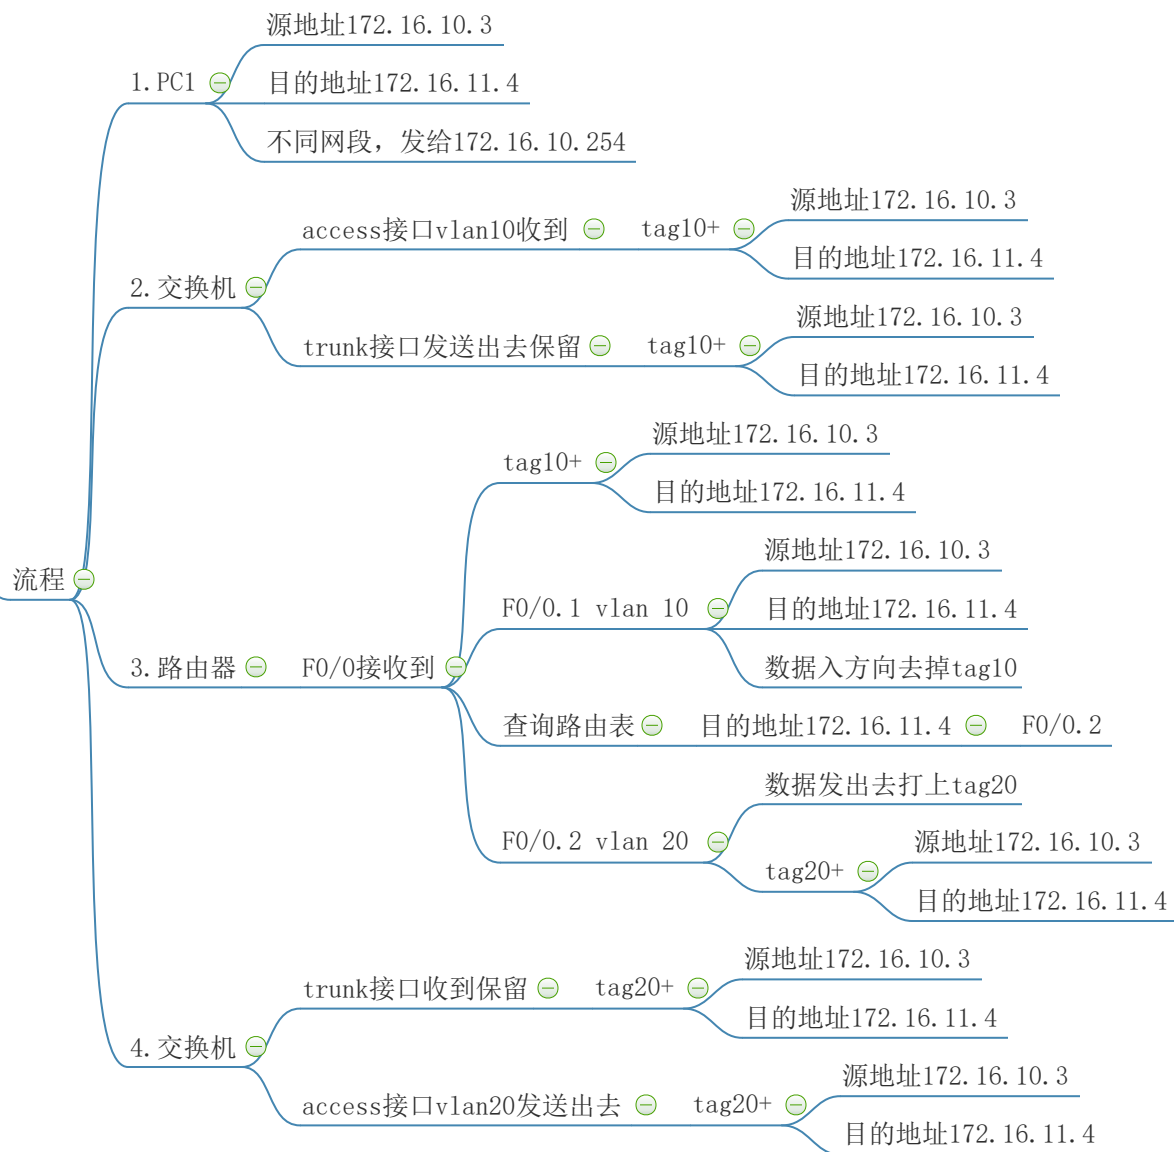 流程
1.PC1
源地址172.16.10.3
目的地址172.16.11.4
不同网段，发给172.16.10.254
2.交换机
access接口vlan10收到
tag10+
源地址172.16.10.3
目的地址172.16.11.4
trunk接口发送出去保留
tag10+
源地址172.16.10.3
目的地址172.16.11.4
3.路由器
F0/0接收到
tag10+
源地址172.16.10.3
目的地址172.16.11.4
F0/0.1 vlan 10
源地址172.16.10.3
目的地址172.16.11.4
数据入方向去掉tag10
查询路由表
目的地址172.16.11.4
F0/0.2
F0/0.2 vlan 20
数据发出去打上tag20
tag20+
源地址172.16.10.3
目的地址172.16.11.4
4.交换机
trunk接口收到保留
tag20+
源地址172.16.10.3
目的地址172.16.11.4
access接口vlan20发送出去
tag20+
源地址172.16.10.3
目的地址172.16.11.4